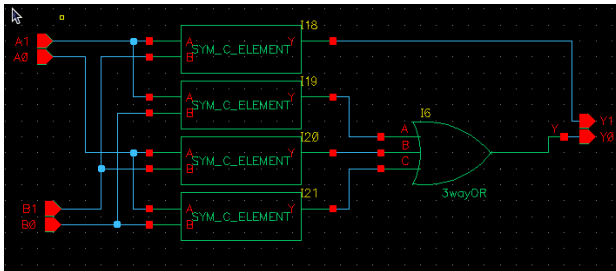 I18
A1
A0
A
B
SYM_C_ELEMENT
Y
I19
A
B
SYM_C_ELEMENT
Y
I20
A
B
SYM_C_ELEMENT
Y
I21
A
B
SYM_C_ELEMENT
Y
B1
B0
I6
A
B
C
3wayOR
Y
Y1
Y0